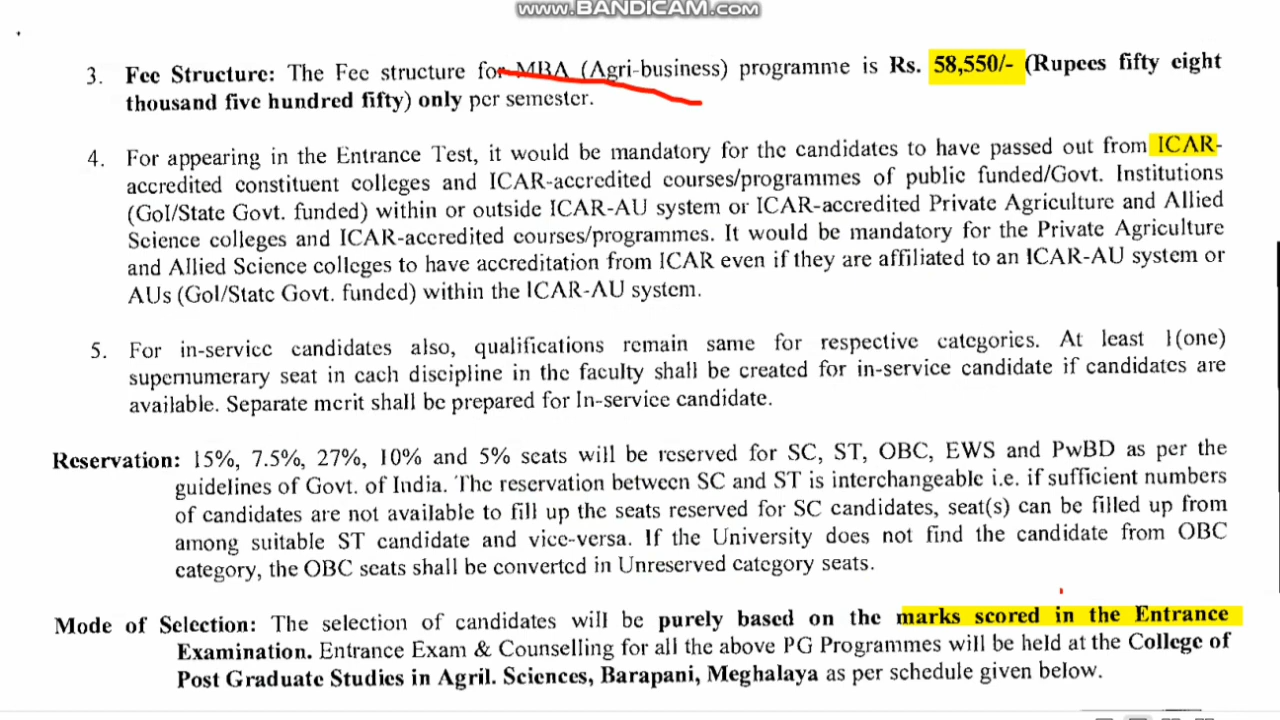 www.BANDICAM.com
3. Fee Structure: The Fee structure for MBA (Agri-business) programme is Rs. 58,550/- (Rupees fifty eight
thousand five hundred fifty) only per semester.
4. For appearing in the Entrance Test, it would be mandatory for the candidates to have passed out from ICAR-
accredited constituent colleges and ICAR-accredited courses/programmes of public funded/Govt. Institutions
(GoI/State Govt. funded) within or outside ICAR-AU system or ICAR-accredited Private Agriculture and Allied
Science colleges and ICAR-accredited courses/programmes. It would be mandatory for the Private Agriculture
and Allied Science colleges to have accreditation from ICAR even if they are affiliated to an ICAR-AU system or
AUs (GoI/State Govt. funded) within the ICAR-AU system.
5. For in-service candidates also, qualifications remain same for respective categories. At least 1(one)
supernumerary seat in each discipline in the faculty shall be created for in-service candidate if candidates are
available. Separate merit shall be prepared for In-service candidate.
Reservation: 15%, 7.5%, 27%, 10% and 5% seats will be reserved for SC, ST, OBC, EWS and PwBD as per the
guidelines of Govt. of India. The reservation between SC and ST is interchangeable i.e. if sufficient numbers
of candidates are not available to fill up the seats reserved for SC candidates, seat(s) can be filled up from
among suitable ST candidate and vice-versa. If the University does not find the candidate from OBC
category, the OBC seats shall be converted in Unreserved category seats.
Mode of Selection: The selection of candidates will be purely based on the marks scored in the Entrance
Examination. Entrance Exam & Counselling for all the above PG Programmes will be held at the College of
Post Graduate Studies in Agril. Sciences, Barapani, Meghalaya as per schedule given below.